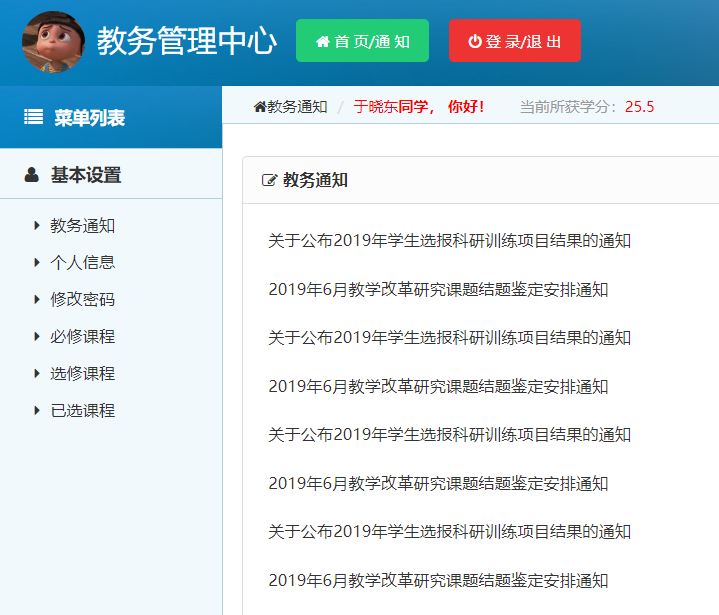 教务管理中心
首 页/通 知
登 录/退 出
菜单列表
教务通知 / 于晓东同学， 你好！ 当前所获学分：25.5
基本设置
教务通知
个人信息
修改密码
必修课程
选修课程
已选课程
教务通知
关于公布2019年学生选报科研训练项目结果的通知
2019年6月教学改革研究课题结题鉴定安排通知
关于公布2019年学生选报科研训练项目结果的通知
2019年6月教学改革研究课题结题鉴定安排通知
关于公布2019年学生选报科研训练项目结果的通知
2019年6月教学改革研究课题结题鉴定安排通知
关于公布2019年学生选报科研训练项目结果的通知
2019年6月教学改革研究课题结题鉴定安排通知